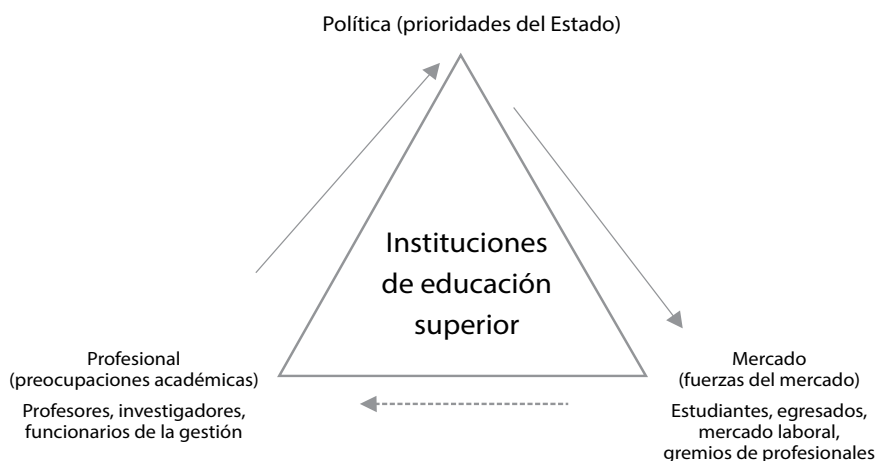 Política (prioridades del Estado)
Instituciones
de educación
superior
Profesional
(preocupaciones académicas)
Profesores, investigadores,
funcionarios de la gestión
Mercado
(fuerzas del mercado)
Estudiantes, egresados,
mercado laboral,
gremios de profesionales